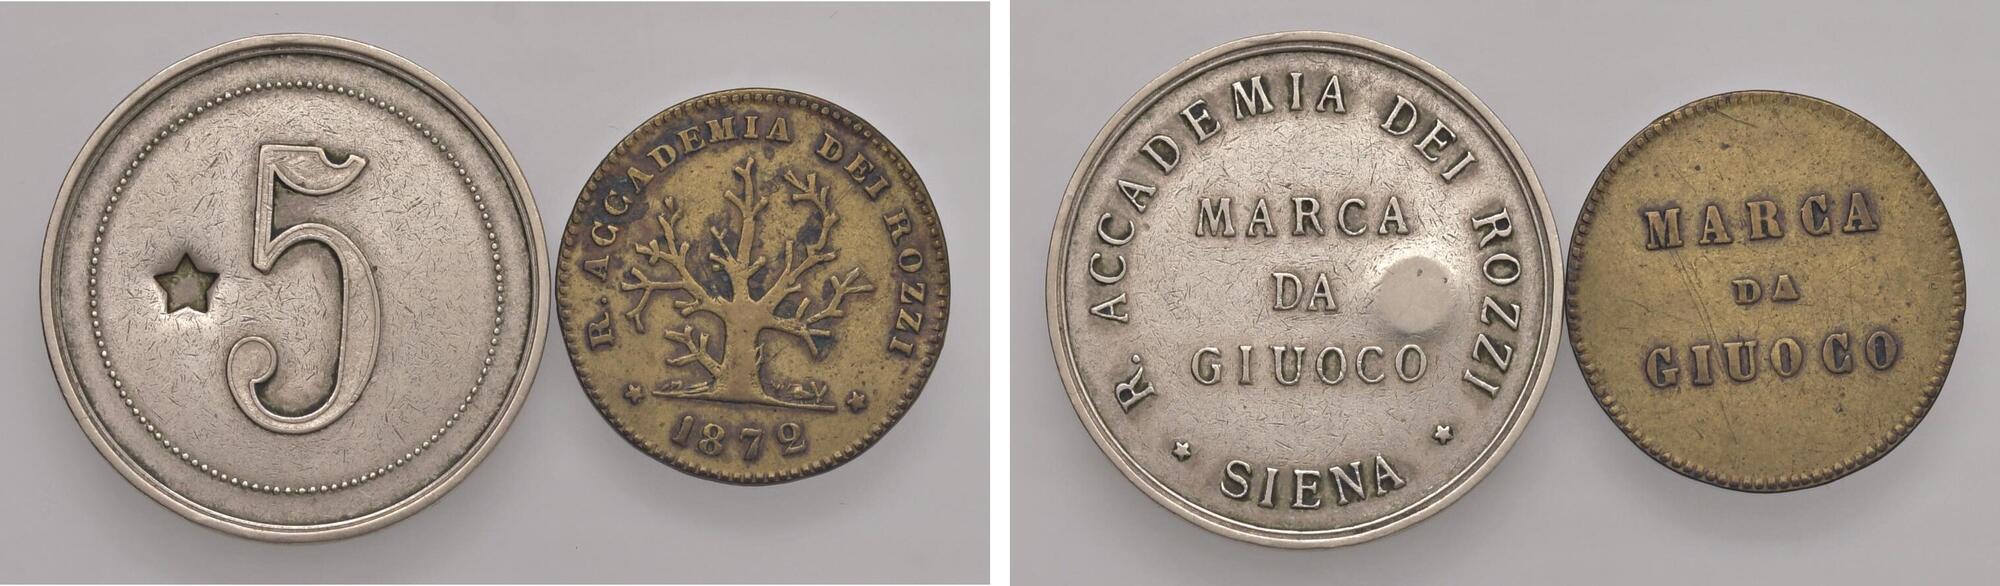 5
R. ACCADEMIA DEI ROZZI
1872
R. ACCADEMIA DEI ROZZI
MARCA
DA
GIUOCO
SIENA
MARCA
DA
GIUOCO